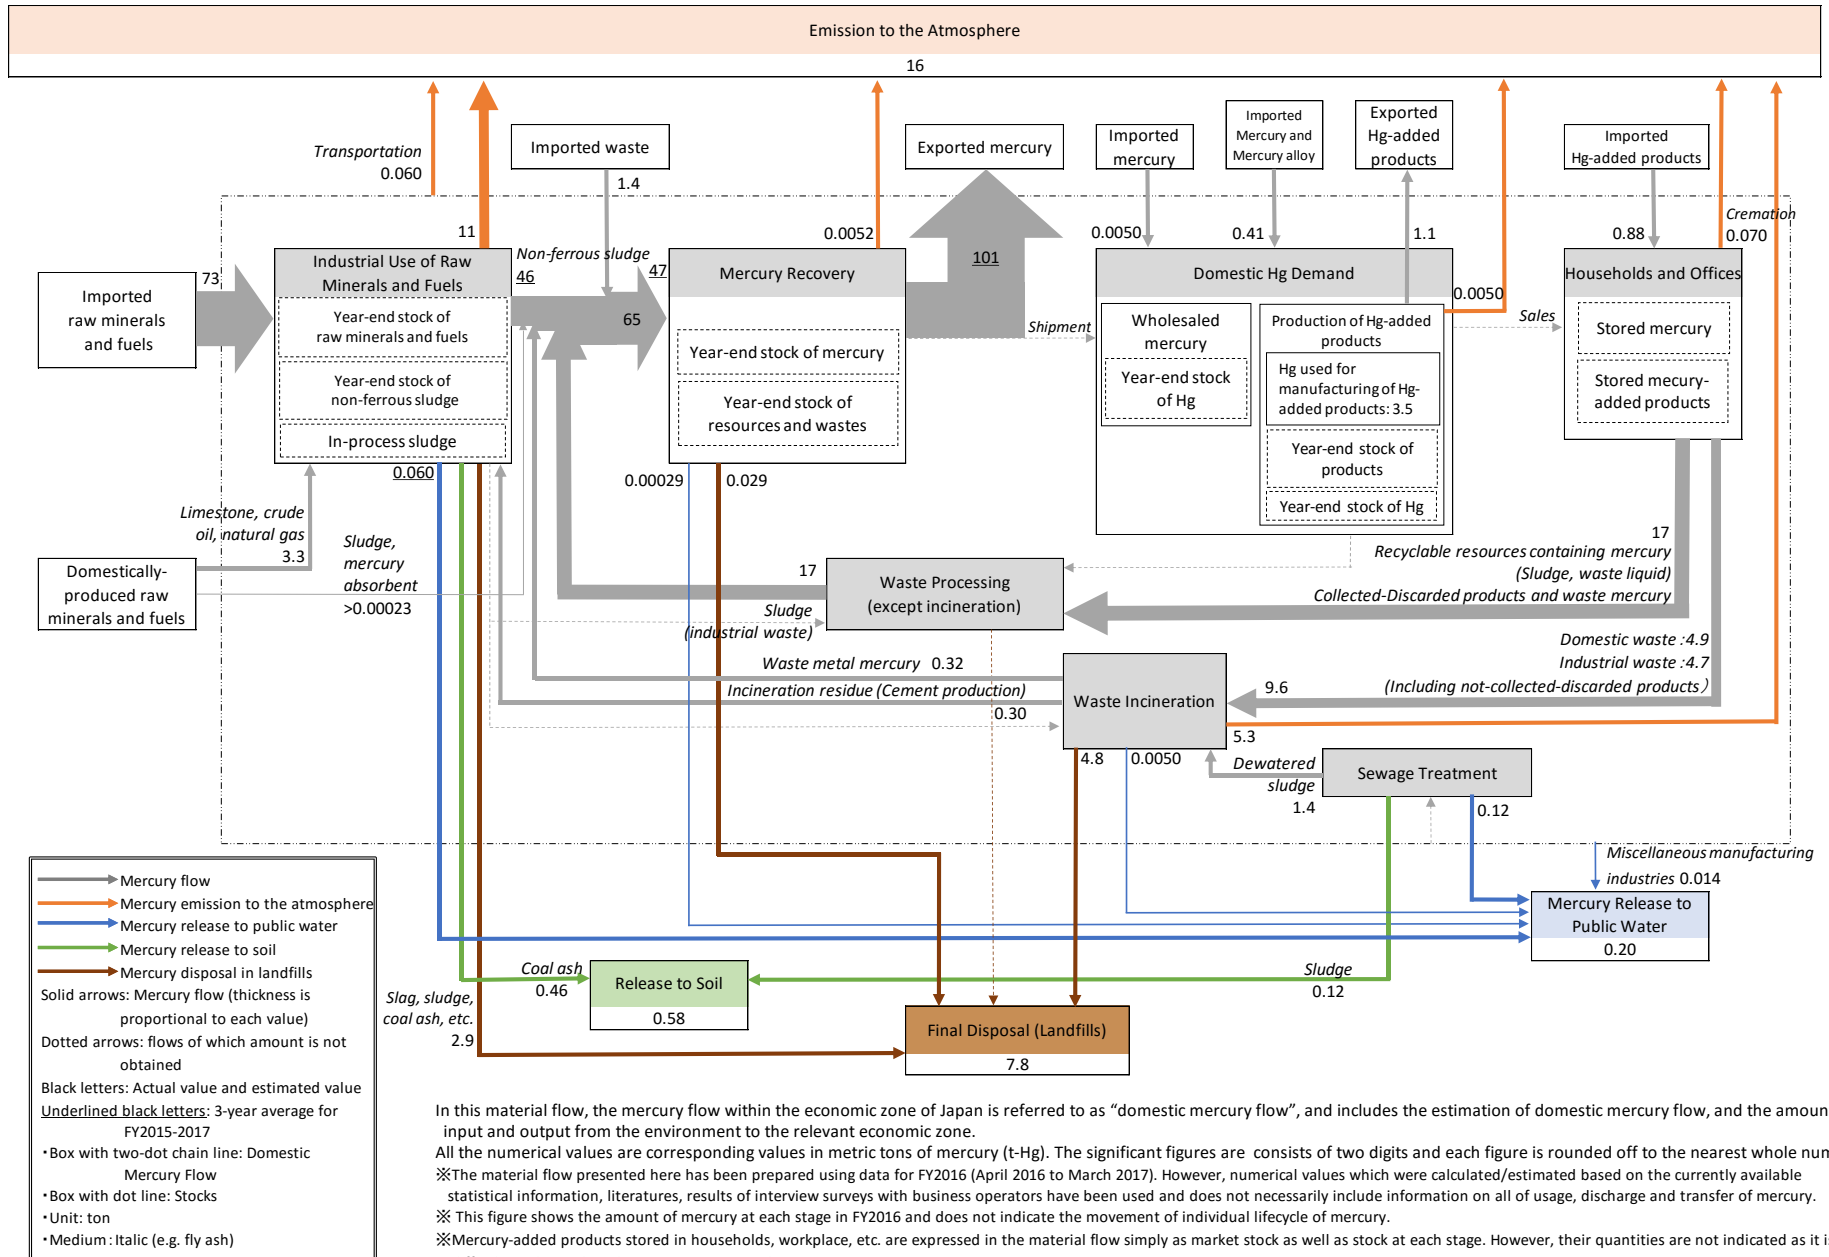 Emission to the Atmosphere
16
Transportation
0.060
11
Imported waste
1.4
0.0052
Exported mercury
101
Imported
mercury
0.0050
Imported
Mercury and
Mercury alloy
0.41
Exported
Hg-added
products
1.1
0.0050
Imported
Hg-added products
0.88
Cremation
0.070
Imported
raw minerals
and fuels
73
Industrial Use of Raw
Minerals and Fuels
Year-end stock of
raw minerals and fuels
Year-end stock of
non-ferrous sludge
In-process sludge
Non-ferrous sludge
46
47
65
Mercury Recovery
Year-end stock of mercury
Year-end stock of
resources and wastes
Shipment
Domestic Hg Demand
Wholesaled
mercury
Year-end stock
of Hg
Production of Hg-added
products
Hg used for
manufacturing of Hg-
added products: 3.5
Year-end stock of
products
Year-end stock of Hg
Sales
Households and Offices
Stored mercury
Stored mecury-
added products
0.060
0.00029
0.029
Limestone, crude
oil, natural gas
3.3
Domestically-
produced raw
minerals and fuels
Sludge,
mercury
absorbent
>0.00023
17
Sludge
(industrial waste)
Waste Processing
(except incineration)
17
Recyclable resources containing mercury
(Sludge, waste liquid)
Collected-Discarded products and waste mercury
Domestic waste :4.9
Industrial waste :4.7
(Including not-collected-discarded products）
9.6
Waste metal mercury 0.32
Incineration residue (Cement production)
0.30
Waste Incineration
5.3
4.8
0.0050
Dewatered
sludge
1.4
Sewage Treatment
0.12
Miscellaneous manufacturing
industries 0.014
Mercury Release to
Public Water
0.20
Coal ash
0.46
Release to Soil
0.58
Sludge
0.12
Slag, sludge,
coal ash, etc.
2.9
Final Disposal (Landfills)
7.8
Mercury flow
Mercury emission to the atmosphere
Mercury release to public water
Mercury release to soil
Mercury disposal in landfills
Solid arrows: Mercury flow (thickness is
proportional to each value)
Dotted arrows: flows of which amount is not
obtained
Black letters: Actual value and estimated value
Underlined black letters: 3-year average for
FY2015-2017
・Box with two-dot chain line: Domestic
Mercury Flow
・Box with dot line: Stocks
・Unit: ton
・Medium: Italic (e.g. fly ash)
In this material flow, the mercury flow within the economic zone of Japan is referred to as “domestic mercury flow”, and includes the estimation of domestic mercury flow, and the amoun
input and output from the environment to the relevant economic zone.
All the numerical values are corresponding values in metric tons of mercury (t-Hg). The significant figures are consists of two digits and each figure is rounded off to the nearest whole num
※The material flow presented here has been prepared using data for FY2016 (April 2016 to March 2017). However, numerical values which were calculated/estimated based on the currently available
statistical information, literatures, results of interview surveys with business operators have been used and does not necessarily include information on all of usage, discharge and transfer of mercury.
※ This figure shows the amount of mercury at each stage in FY2016 and does not indicate the movement of individual lifecycle of mercury.
※Mercury-added products stored in households, workplace, etc. are expressed in the material flow simply as market stock as well as stock at each stage. However, their quantities are not indicated as it i